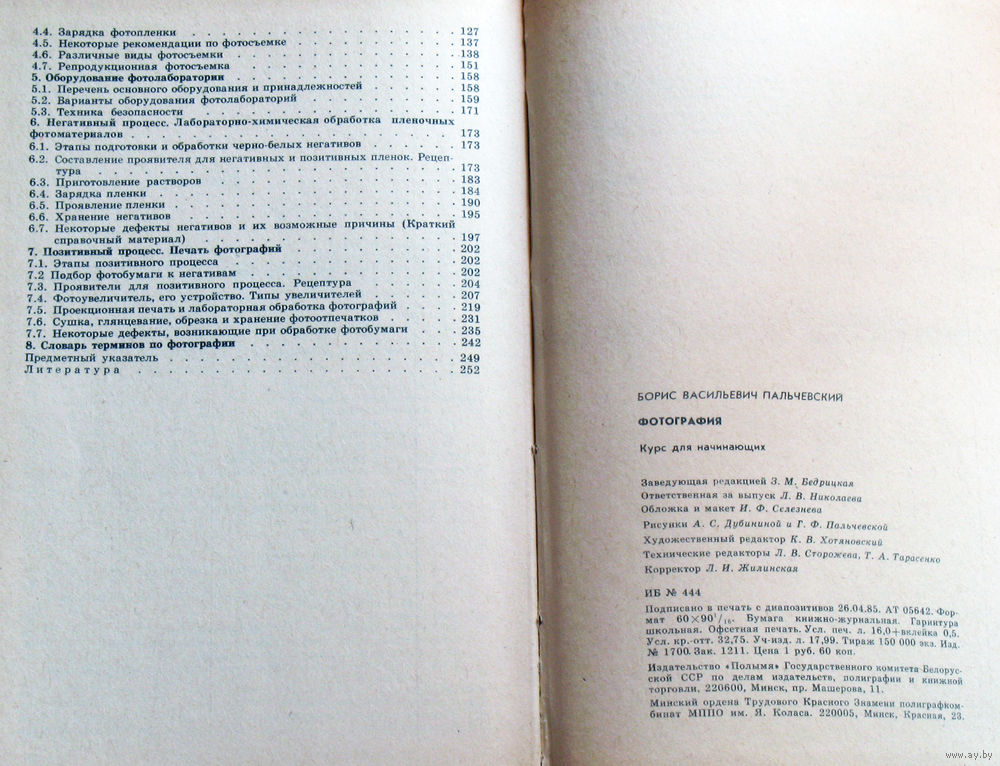 4.4. Зарядка фотопленки . . . . . . . . . . . . . 127
4.5. Некоторые рекомендации по фотосъемке . . . . . . . 137
4.6. Различные виды фотосъемки . . . . . . . . . . 138
4.7. Репродукционная фотосъемка . . . . . . . . . . 151
5. Оборудование фотолаборатории . . . . . . . . . . 158
5.1. Перечень основного оборудования и принадлежностей . . . . 158
5.2. Варианты оборудования фотолабораторий . . . . . . . 159
5.3. Техника безопасности . . . . . . . . . . . . 171
6. Негативный процесс. Лабораторно-химическая обработка пленочных
фотоматериалов . . . . . . . . . . . . . . . 173
6.1. Этапы подготовки и обработки черно-белых негативов . . . . 173
6.2. Составление проявителя для негативных и позитивных пленок. Рецеп-
тура . . . . . . . . . . . . . . . . . 173
6.3. Приготовление растворов . . . . . . . . . . . 183
6.4. Зарядка пленки . . . . . . . . . . . . . . 184
6.5. Проявление пленки . . . . . . . . . . . . . 190
6.6. Хранение негативов . . . . . . . . . . . . . 195
6.7. Некоторые дефекты негативов и их возможные причины (Краткий
справочный материал) . . . . . . . . . . . . 197
7. Позитивный процесс. Печать фотографий . . . . . . . . 202
7.1. Этапы позитивного процесса . . . . . . . . . . 202
7.2 Подбор фотобумаги к негативам . . . . . . . . . 202
7.3. Проявители для позитивного процесса. Рецептура . . . . . 204
7.4. Фотоувеличитель, его устройство. Типы увеличителей . . . . 207
7.5. Проекционная печать и лабораторная обработка фотографий . . . 219
7.6. Сушка, глянцевание, обрезка и хранение фотоотпечатков . . . 231
7.7. Некоторые дефекты, возникающие при обработке фотобумаги . . . 235
8. Словарь терминов по фотографии . . . . . . . . . 242
Предметный указатель . . . . . . . . . . . . . 249
Литература . . . . . . . . . . . . . . . 252
БОРИС ВАСИЛЬЕВИЧ ПАЛЬЧЕВСКИЙ
ФОТОГРАФИЯ
Курс для начинающих
Заведующая редакцией З. М. Бедрицкая
Ответственная за выпуск Л. В. Николаева
Обложка и макет И. Ф. Селезнева
Рисунки А. С. Дубининой и Г. Ф. Пальчевской
Художественный редактор К. В. Хотяновский
Технические редакторы Л. В. Сторожева, Т. А. Тарасенко
Корректор Л. И. Жилинская
ИБ № 444
Подписано в печать с диапозитивов 26.04.85. АТ 05642. Фор-
мат 60×90¹/₁₆. Бумага книжно-журнальная. Гарнитура
школьная. Офсетная печать. Усл. печ. л. 16,0+вклейка 0,5.
Усл. кр.-отт. 32,75. Уч-изд. л. 17,99. Тираж 150 000 экз. Изд.
№ 1700. Зак. 1211. Цена 1 руб. 60 коп.
Издательство «Полымя» Государственного комитета Белорус-
ской ССР по делам издательств, полиграфии и книжной
торговли, 220600, Минск, пр. Машерова, 11.
Минский ордена Трудового Красного Знамени полиграфком-
бинат МППО им. Я. Коласа. 220005, Минск, Красная, 23.
www.ay.by